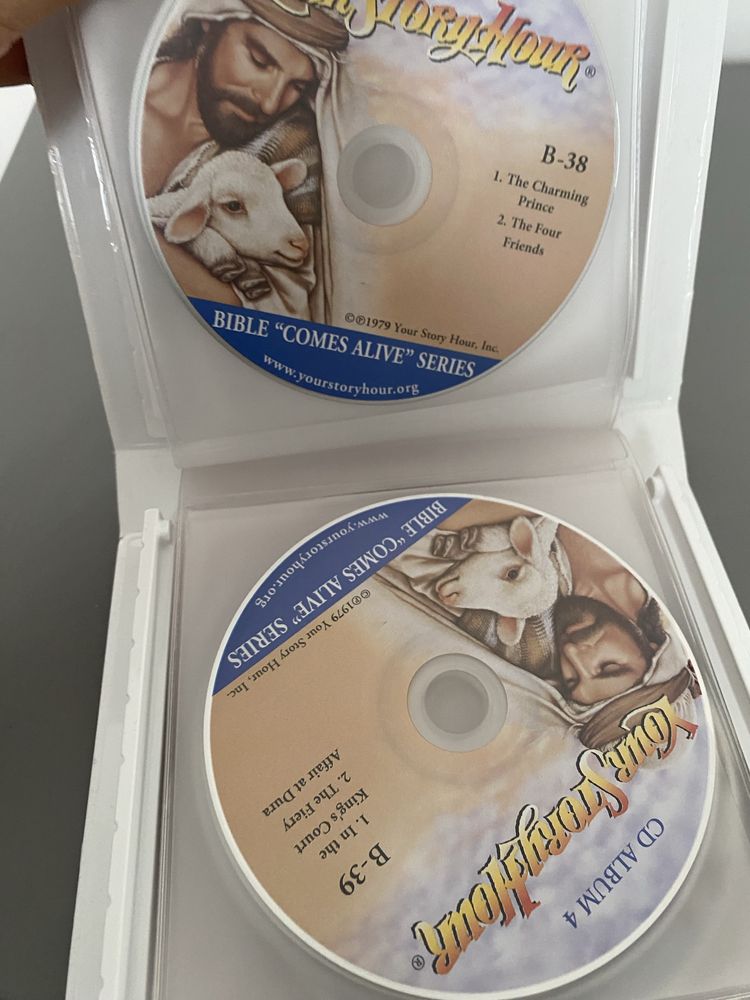 Your Story Hour®
B-38
1. The Charming
Prince
2. The Four
Friends
©℗1979 Your Story Hour, Inc.
BIBLE “COMES ALIVE” SERIES
www.yourstoryhour.org
CD ALBUM 4
Your Story Hour®
B-39
1. In the
King's Court
2. The Fiery
Affair at Dura
©℗1979 Your Story Hour, Inc.
BIBLE “COMES ALIVE” SERIES
www.yourstoryhour.org